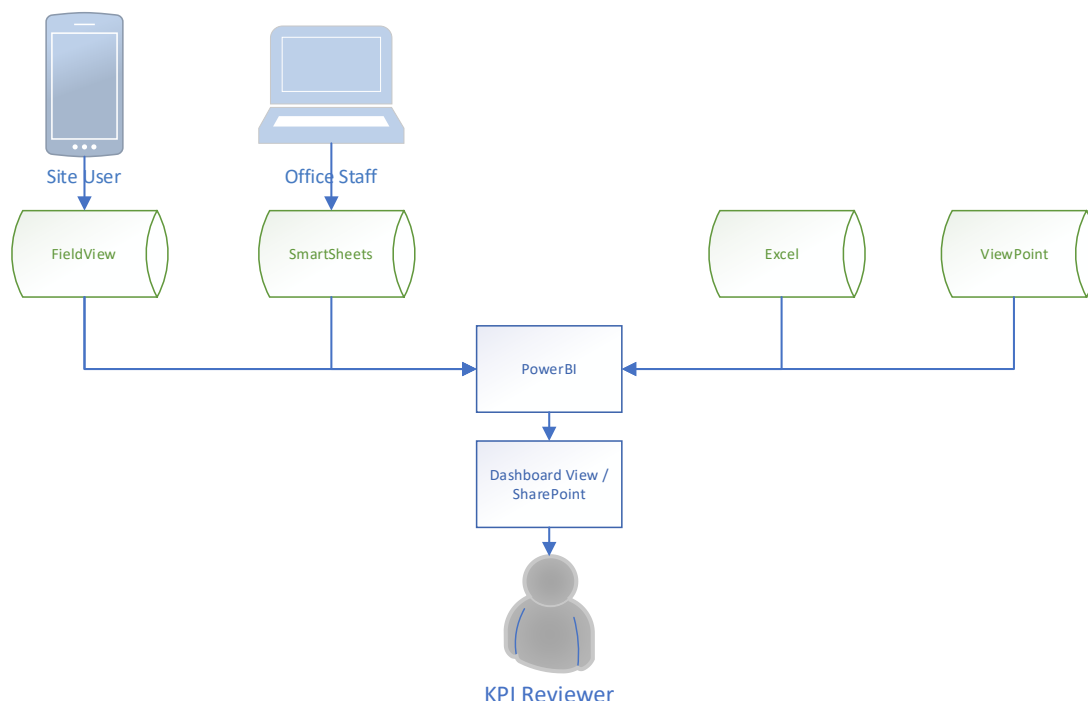 Site User
Office Staff
FieldView
SmartSheets
Excel
ViewPoint
PowerBI
Dashboard View /
SharePoint
KPI Reviewer